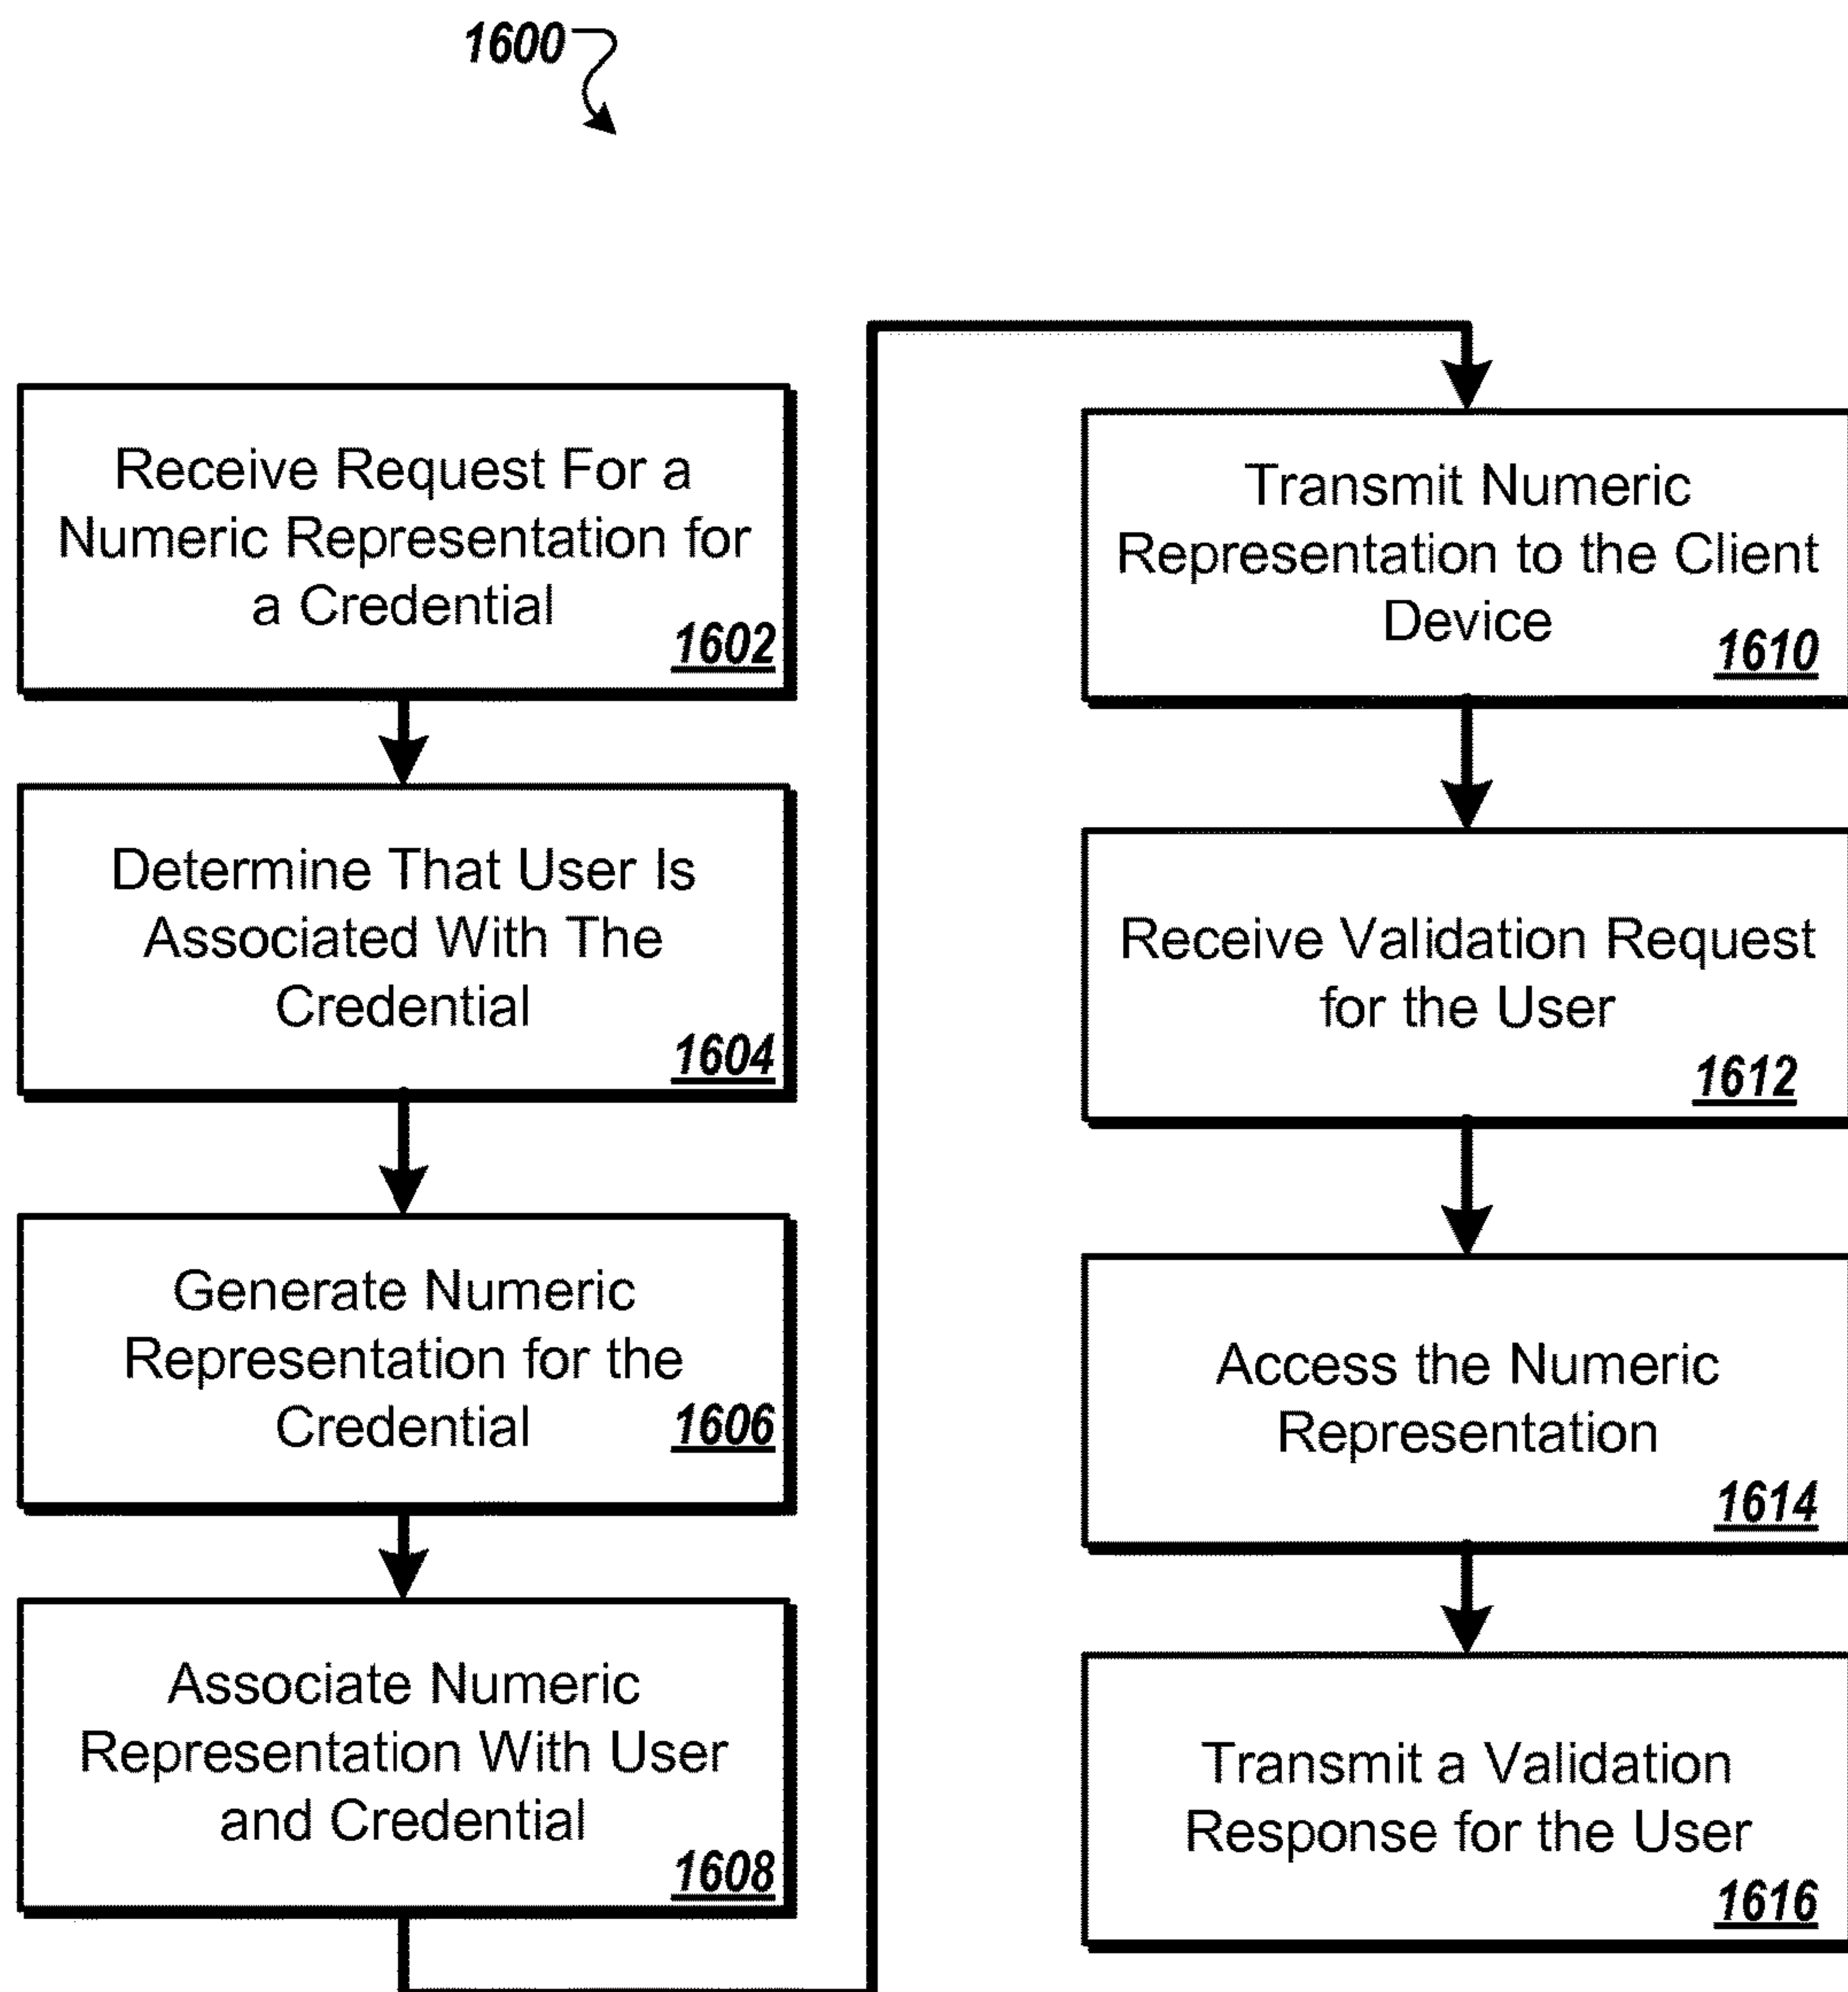 1600
Receive Request For a
Numeric Representation for
a Credential
1602
Determine That User Is
Associated With The
Credential
1604
Generate Numeric
Representation for the
Credential
1606
Associate Numeric
Representation With User
and Credential
1608
Transmit Numeric
Representation to the Client
Device
1610
Receive Validation Request
for the User
1612
Access the Numeric
Representation
1614
Transmit a Validation
Response for the User
1616